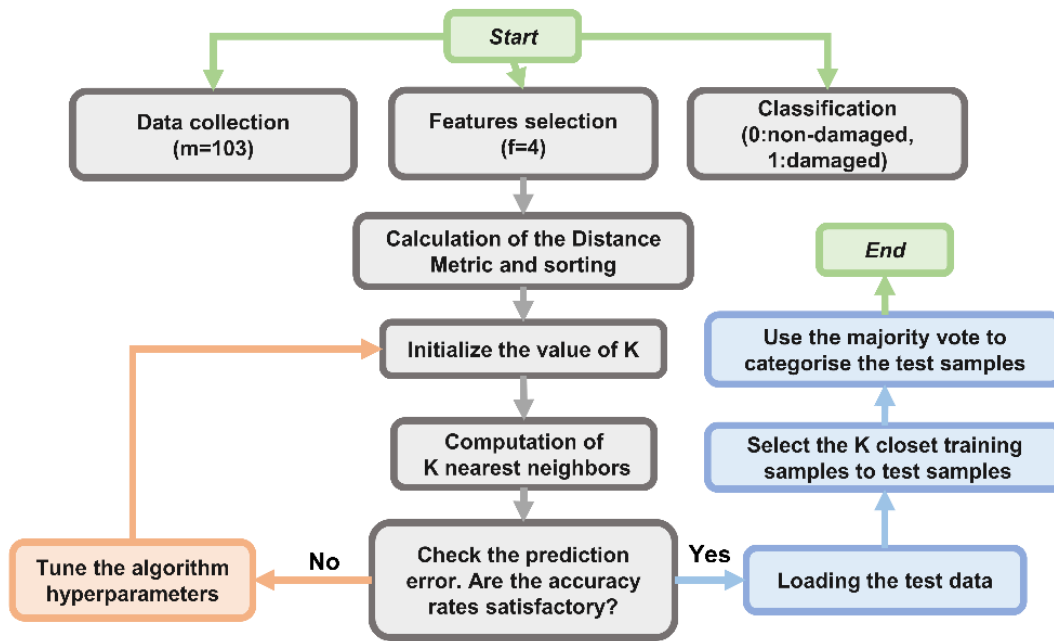 Start
Data collection
(m=103)
Features selection
(f=4)
Classification
(0:non-damaged,
1:damaged)
Calculation of the Distance
Metric and sorting
End
Initialize the value of K
Use the majority vote to
categorise the test samples
Computation of
K nearest neighbors
Select the K closet training
samples to test samples
Tune the algorithm
hyperparameters
No
Check the prediction
error. Are the accuracy
rates satisfactory?
Yes
Loading the test data